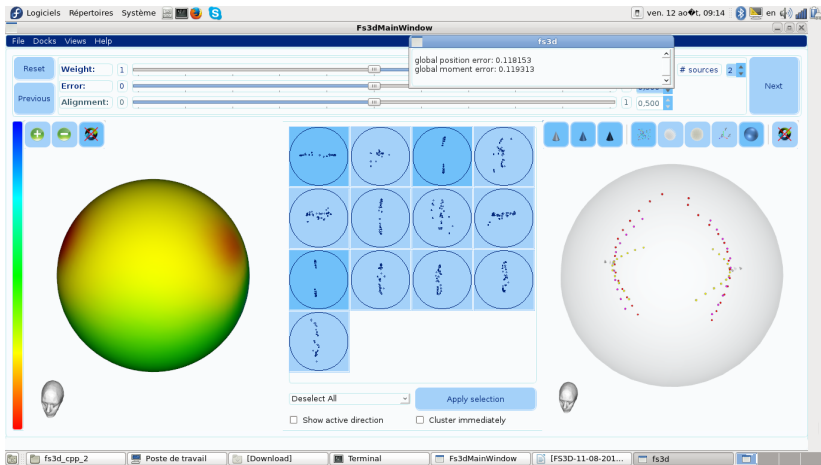 Logiciels Répertoires Système
ven. 12 ao�t, 09:14
en
Fs3dMainWindow
File Docks Views Help
fs3d
global position error: 0.118153
global moment error: 0.119313
Reset
Weight: 1
# sources 2
Error: 0
Next
Previous
Alignment: 0
1 0,500
Deselect All
Apply selection
Show active direction
Cluster immediately
fs3d_cpp_2
Poste de travail
[Download]
Terminal
Fs3dMainWindow
[FS3D-11-08-201...
fs3d